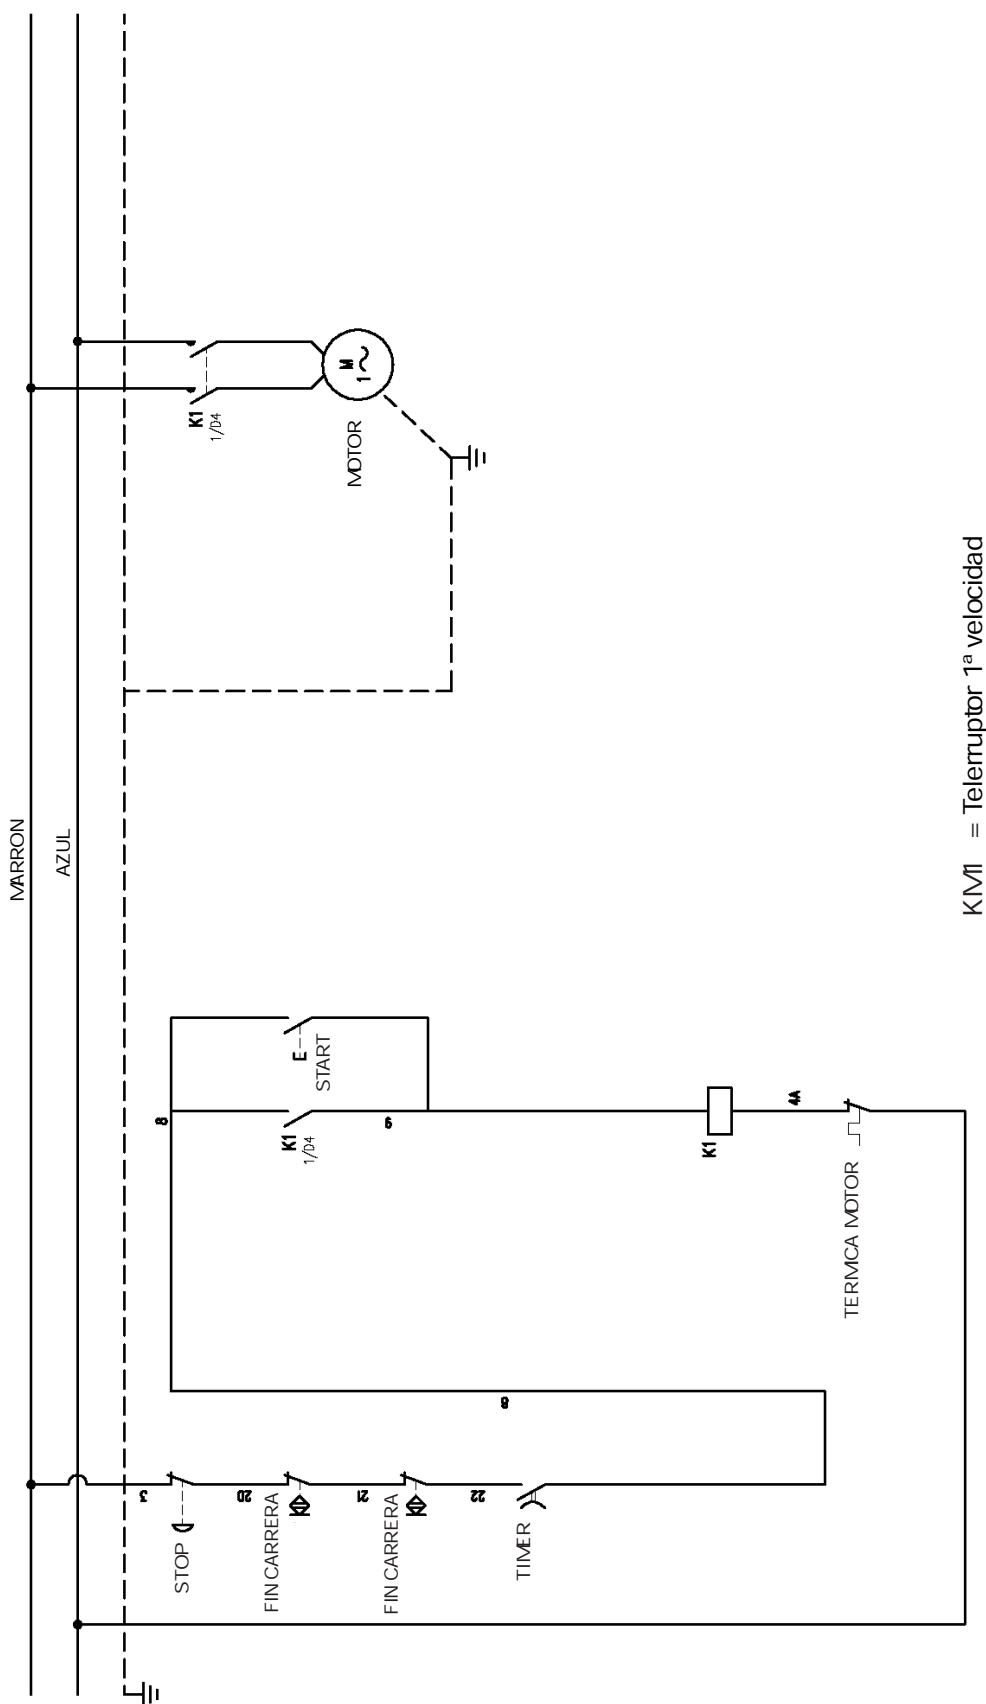 MARRON
AZUL
3
STOP
20
FIN CARRERA
21
FIN CARRERA
22
TIMER
8
8
K1
1/D4
E
START
9
K1
4A
TERMICA MOTOR
K1
1/D4
M
1
MOTOR
KM1 = Telerruptor 1ª velocidad